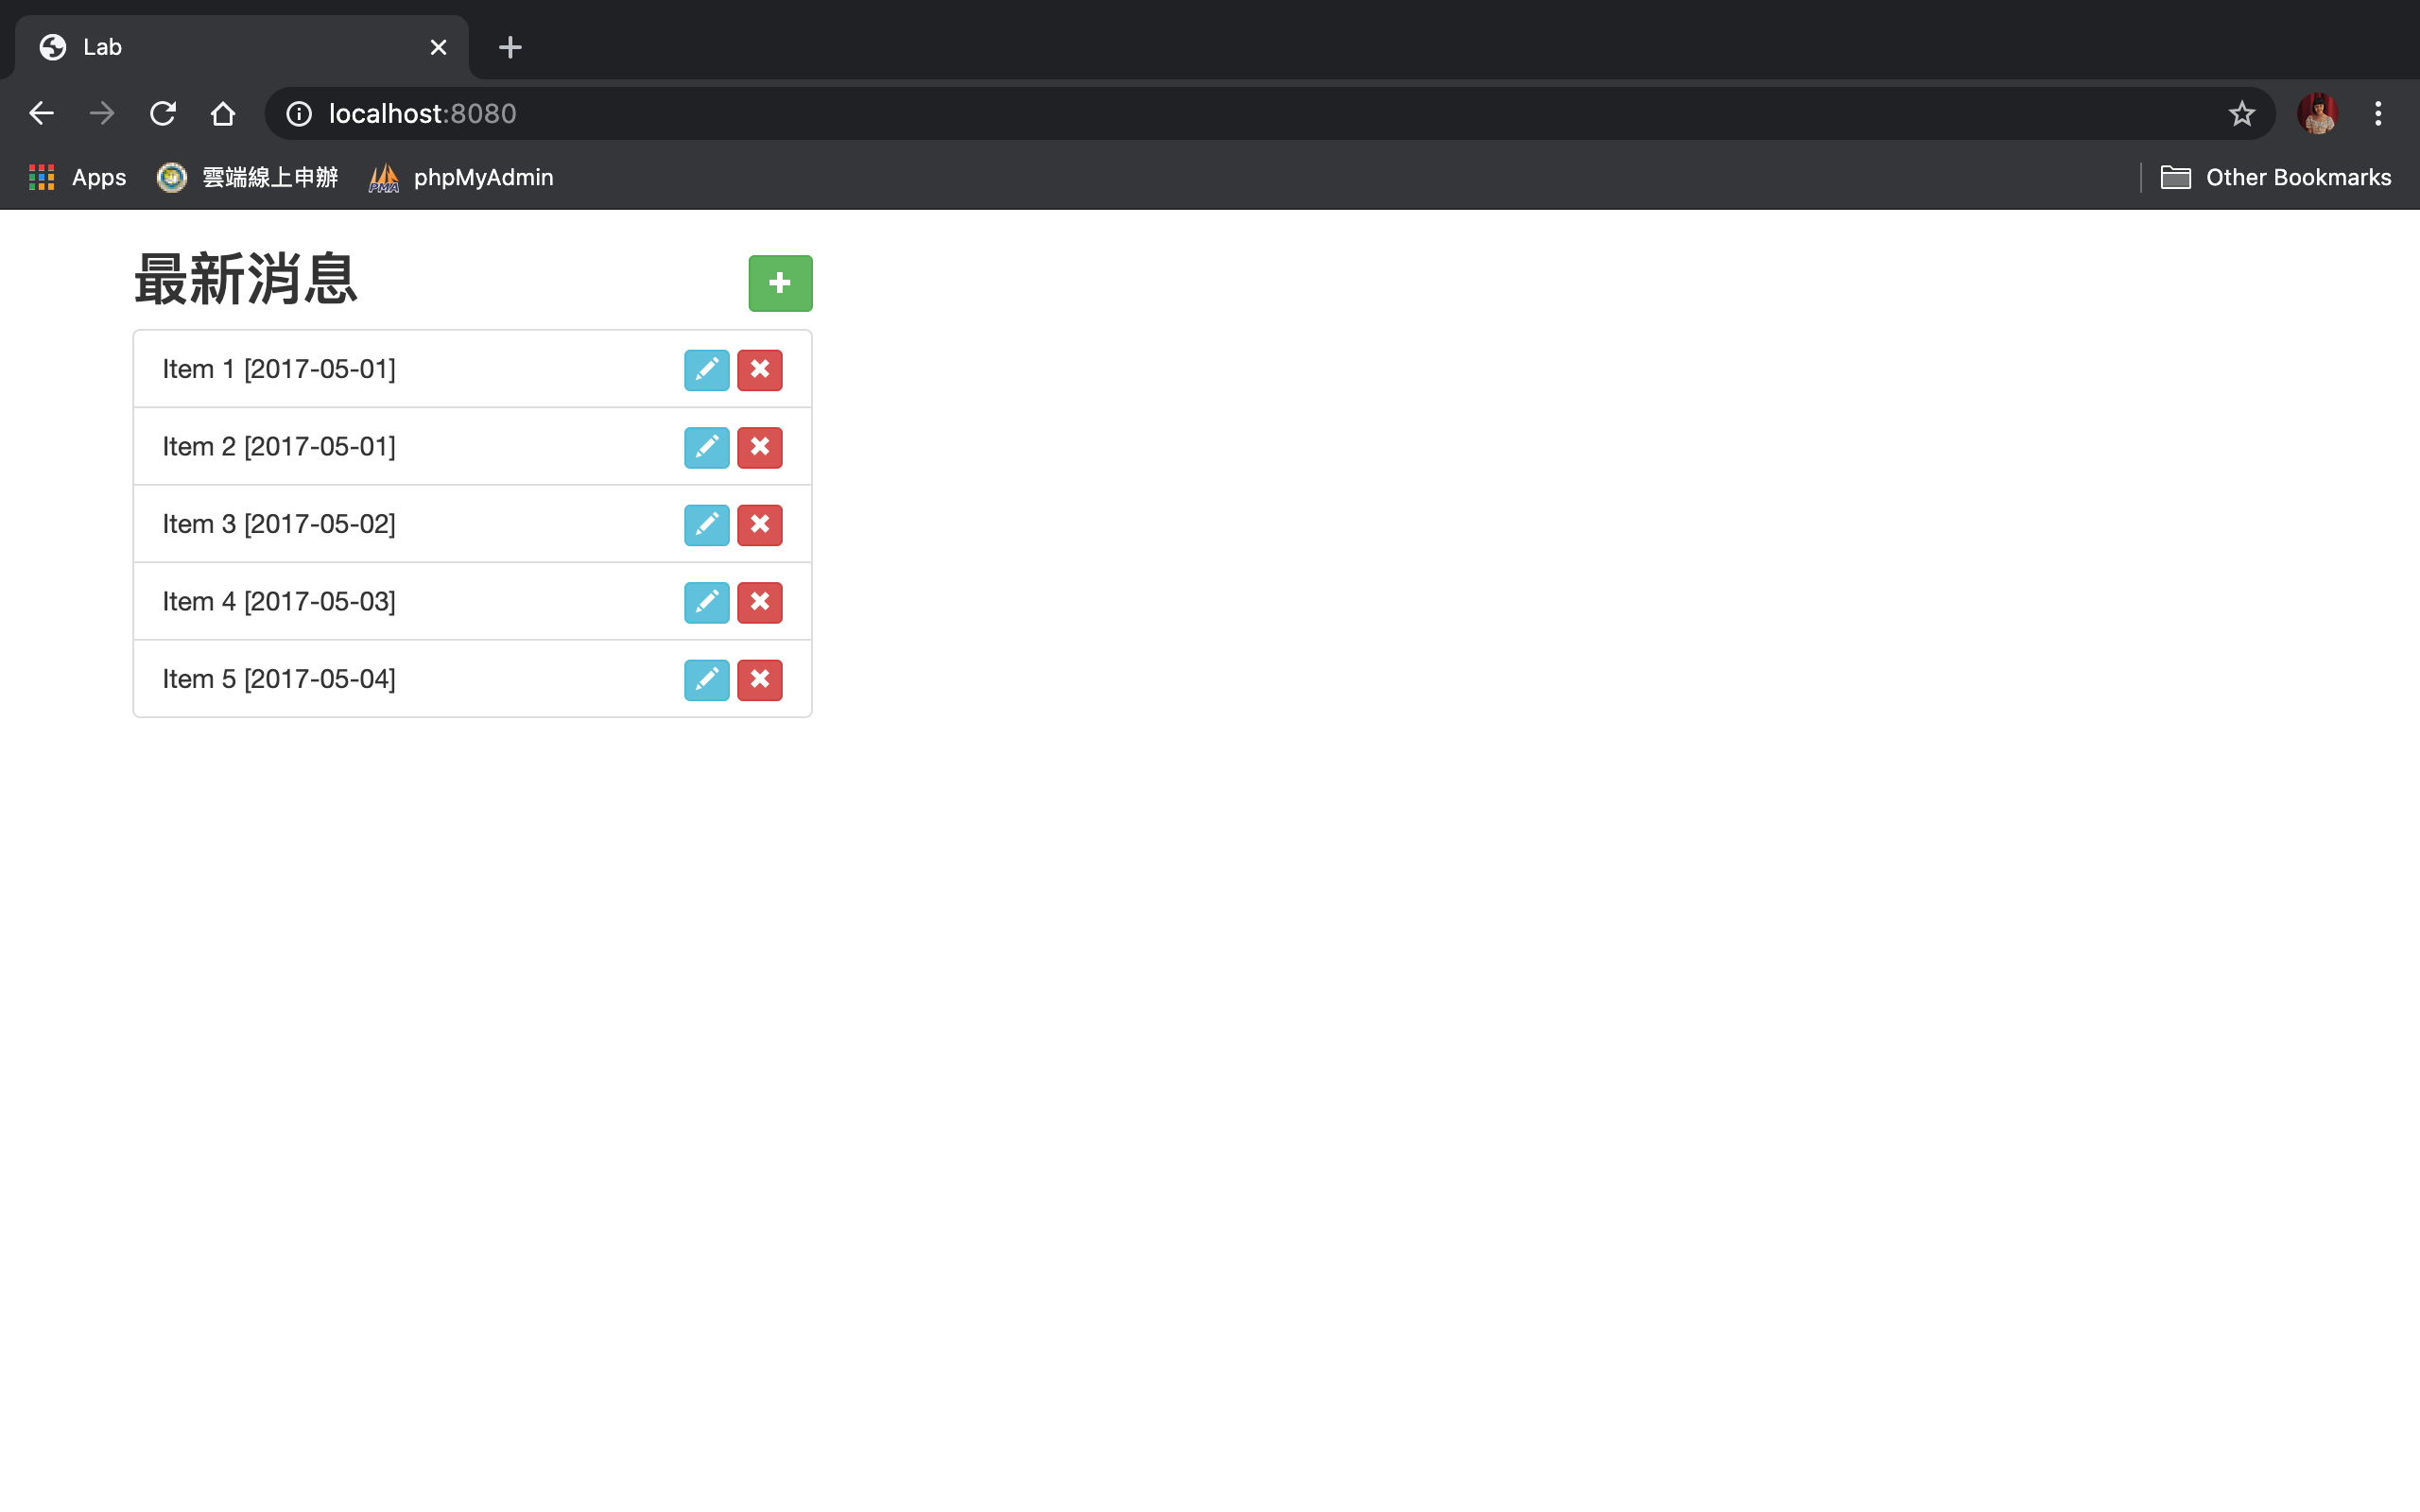 Lab
localhost:8080
Apps 雲端線上申辦 PMA phpMyAdmin Other Bookmarks
最新消息
Item 1 [2017-05-01]
Item 2 [2017-05-01]
Item 3 [2017-05-02]
Item 4 [2017-05-03]
Item 5 [2017-05-04]